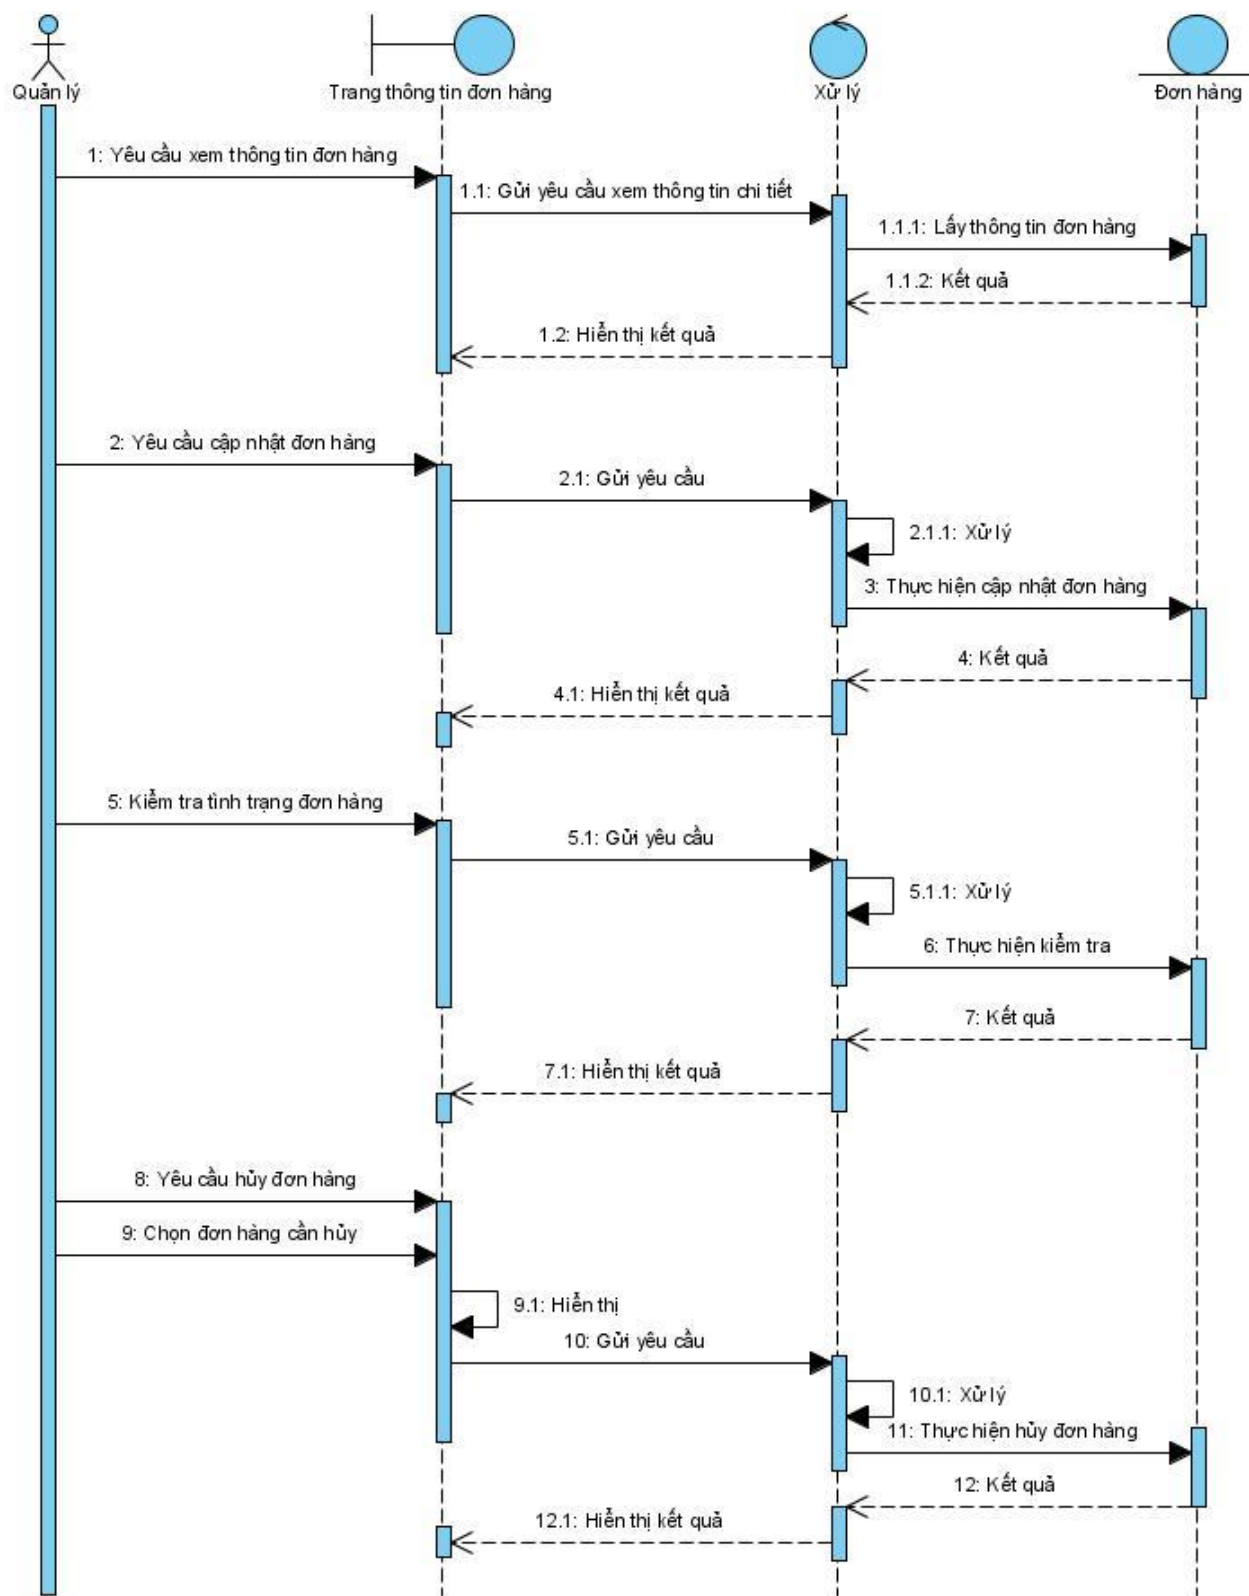 Quản lý
Trang thông tin đơn hàng
Xử lý
Đơn hàng
1: Yêu cầu xem thông tin đơn hàng
1.1: Gửi yêu cầu xem thông tin chi tiết
1.1.1: Lấy thông tin đơn hàng
1.1.2: Kết quả
1.2: Hiển thị kết quả
2: Yêu cầu cập nhật đơn hàng
2.1: Gửi yêu cầu
2.1.1: Xử lý
3: Thực hiện cập nhật đơn hàng
4: Kết quả
4.1: Hiển thị kết quả
5: Kiểm tra tình trạng đơn hàng
5.1: Gửi yêu cầu
5.1.1: Xử lý
6: Thực hiện kiểm tra
7: Kết quả
7.1: Hiển thị kết quả
8: Yêu cầu hủy đơn hàng
9: Chọn đơn hàng cần hủy
9.1: Hiển thị
10: Gửi yêu cầu
10.1: Xử lý
11: Thực hiện hủy đơn hàng
12: Kết quả
12.1: Hiển thị kết quả